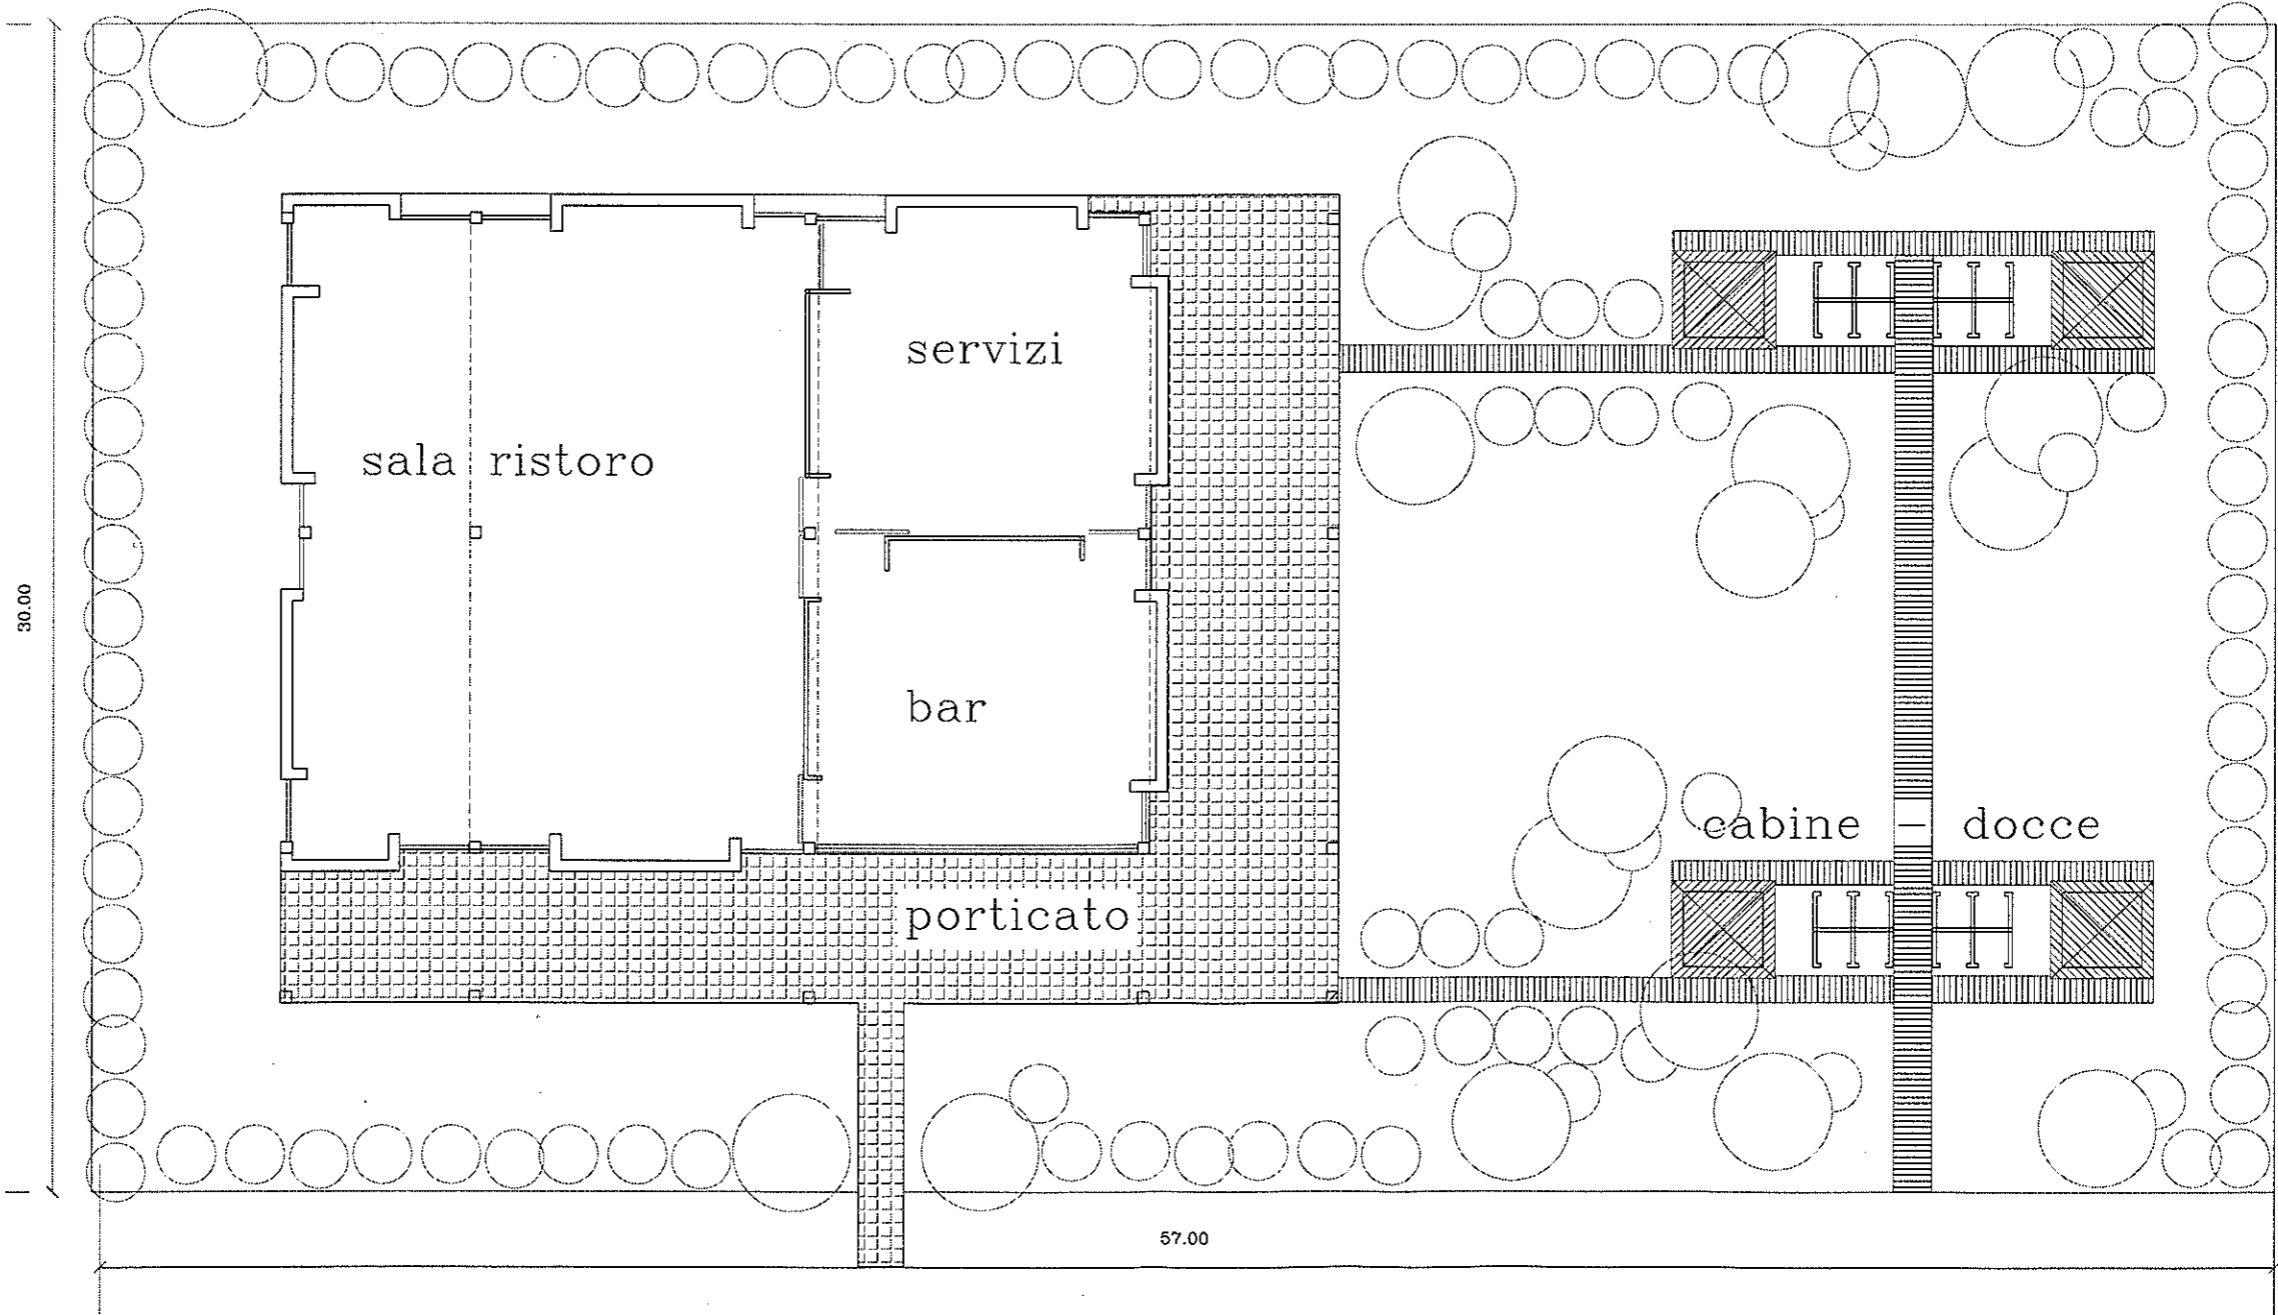 servizi
sala ristoro
30.00
bar
cabine - docce
porticato
57.00